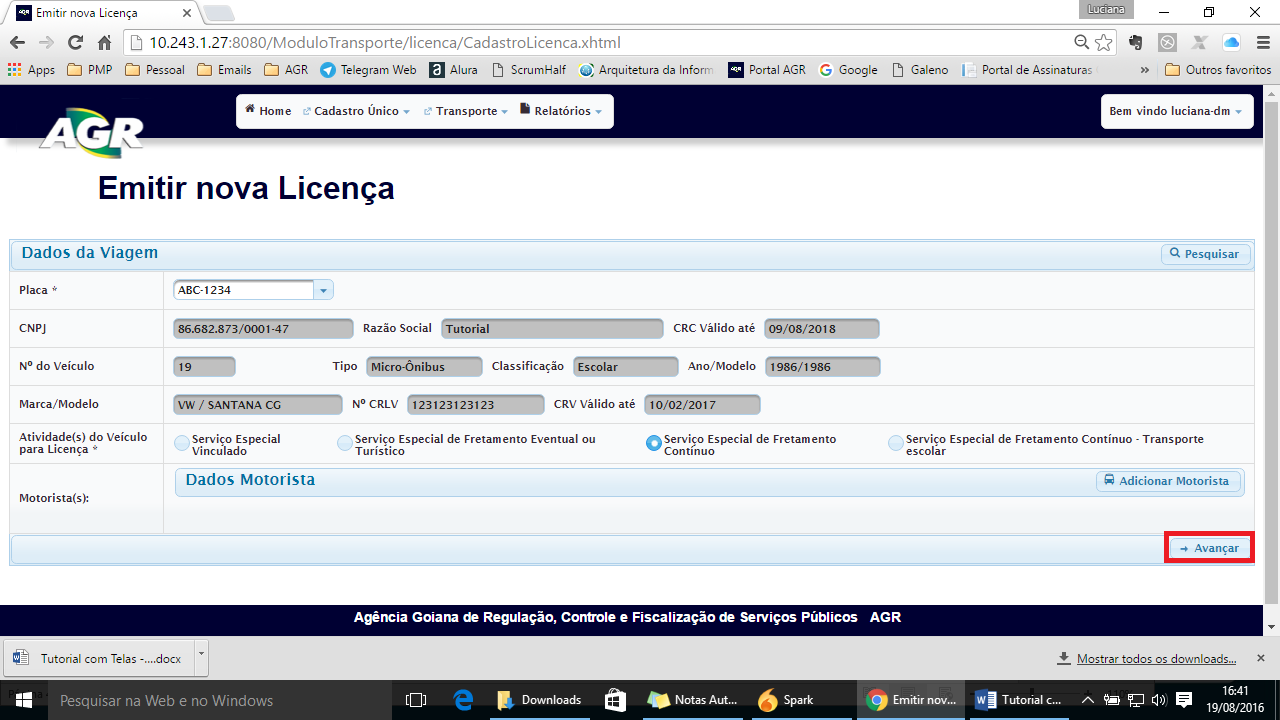 Emitir nova Licença
Luciana
10.243.1.27:8080/ModuloTransporte/licenca/CadastroLicenca.xhtml
Apps PMP Pessoal Emails AGR Telegram Web Alura ScrumHalf Arquitetura da Inform Portal AGR Google Galeno Portal de Assinaturas » Outros favoritos
AGR
Home Cadastro Único Transporte Relatórios Bem vindo luciana-dm
Emitir nova Licença
Dados da Viagem Pesquisar
Placa * ABC-1234
CNPJ 86.682.873/0001-47 Razão Social Tutorial CRC Válido até 09/08/2018
Nº do Veículo 19 Tipo Micro-Ônibus Classificação Escolar Ano/Modelo 1986/1986
Marca/Modelo VW / SANTANA CG Nº CRLV 123123123123 CRV Válido até 10/02/2017
Atividade(s) do Veículo para Licença *
Serviço Especial Vinculado
Serviço Especial de Fretamento Eventual ou Turístico
Serviço Especial de Fretamento Contínuo
Serviço Especial de Fretamento Contínuo - Transporte escolar
Motorista(s):
Dados Motorista Adicionar Motorista
Avançar
Agência Goiana de Regulação, Controle e Fiscalização de Serviços Públicos AGR
Tutorial com Telas -....docx Mostrar todos os downloads...
Pesquisar na Web e no Windows Downloads Notas Aut... Spark Emitir nov... Tutorial c... 16:41
19/08/2016